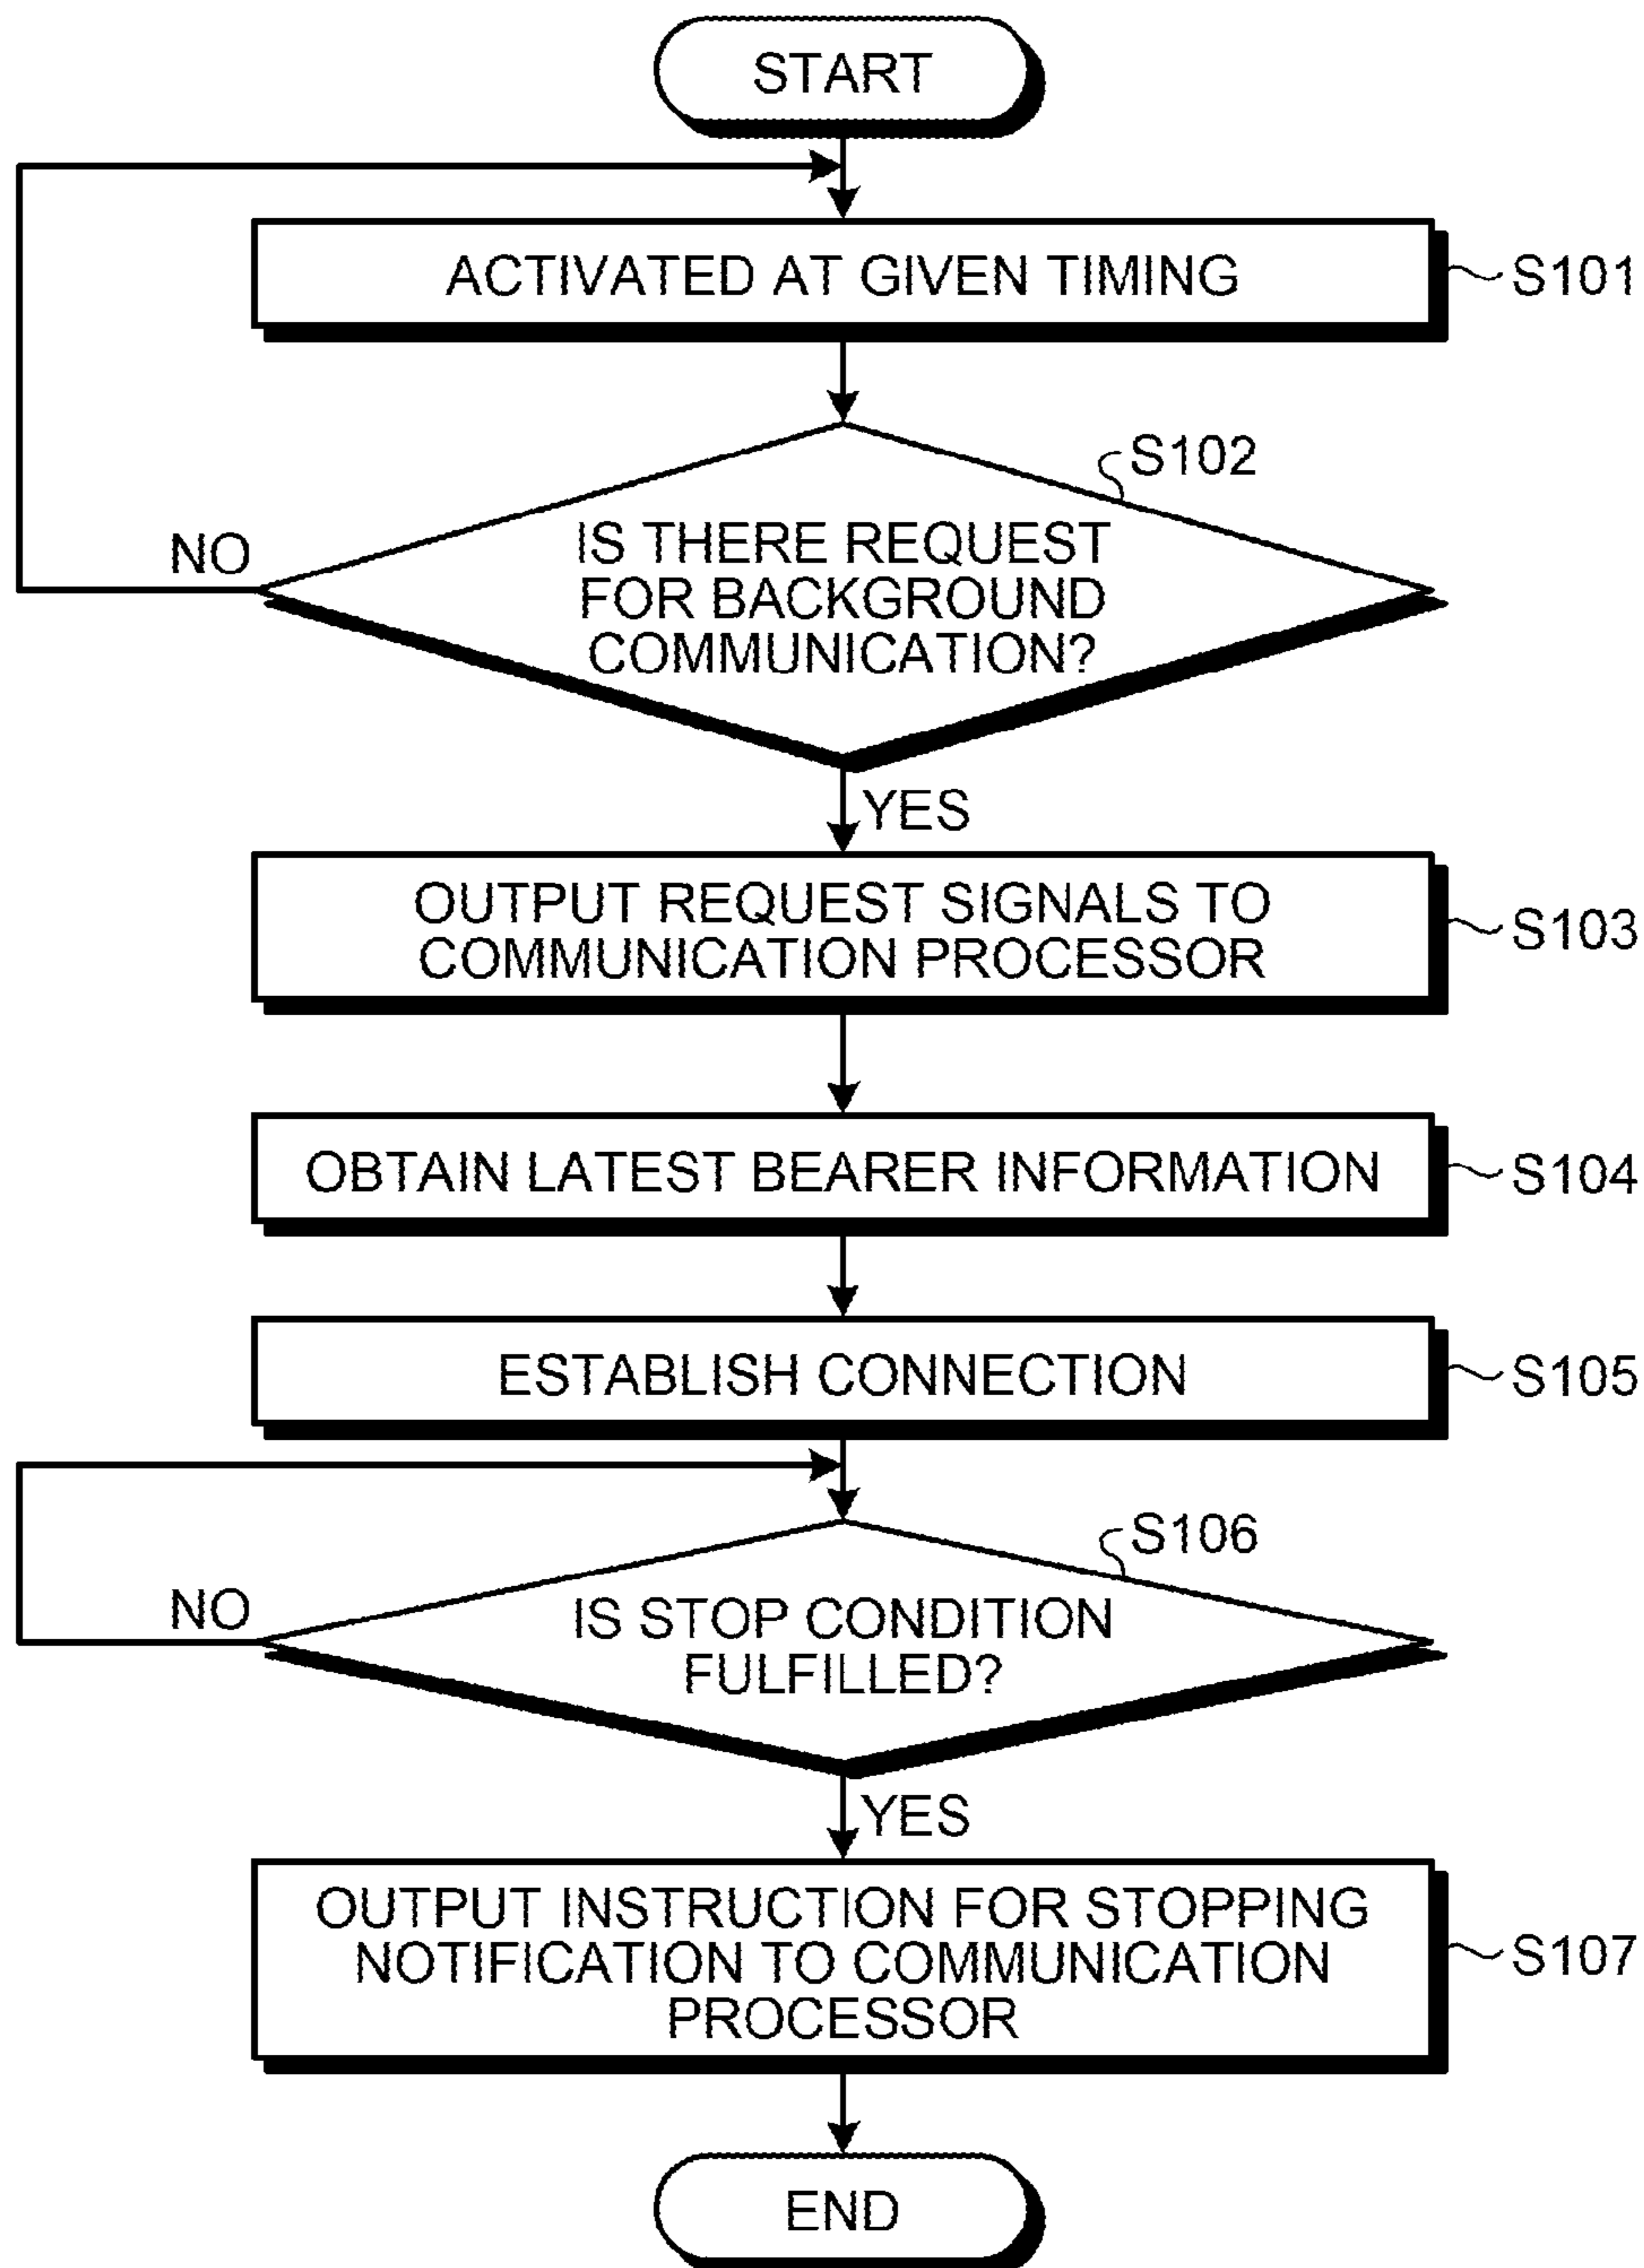 START
ACTIVATED AT GIVEN TIMING
S101
S102
IS THERE REQUEST
FOR BACKGROUND
COMMUNICATION?
NO
YES
OUTPUT REQUEST SIGNALS TO
COMMUNICATION PROCESSOR
S103
OBTAIN LATEST BEARER INFORMATION
S104
ESTABLISH CONNECTION
S105
S106
IS STOP CONDITION
FULFILLED?
NO
YES
OUTPUT INSTRUCTION FOR STOPPING
NOTIFICATION TO COMMUNICATION
PROCESSOR
S107
END